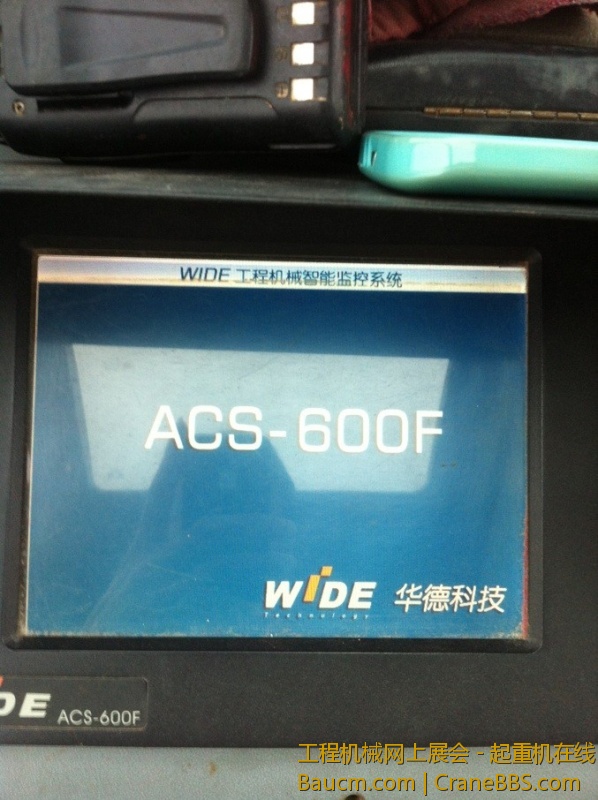 WIDE 工程机械智能监控系统
ACS-600F
WIDE 华德科技
Technology
DE ACS-600F
工程机械网上展会 - 起重机在线
Baucm.com | CraneBBS.com